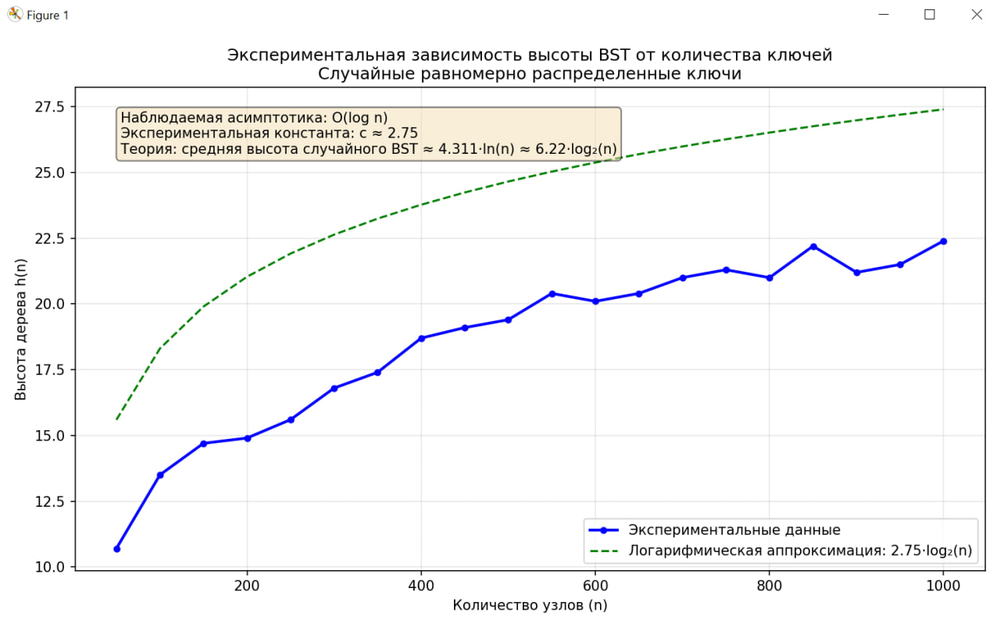 Figure 1
Экспериментальная зависимость высоты BST от количества ключей
Случайные равномерно распределенные ключи
27.5
25.0
22.5
20.0
17.5
15.0
12.5
10.0
Высота дерева h(n)
Наблюдаемая асимптотика: O(log n)
Экспериментальная константа: c ≈ 2.75
Теория: средняя высота случайного BST ≈ 4.311·ln(n) ≈ 6.22·log₂(n)
Экспериментальные данные
Логарифмическая аппроксимация: 2.75·log₂(n)
200 400 600 800 1000
Количество узлов (n)